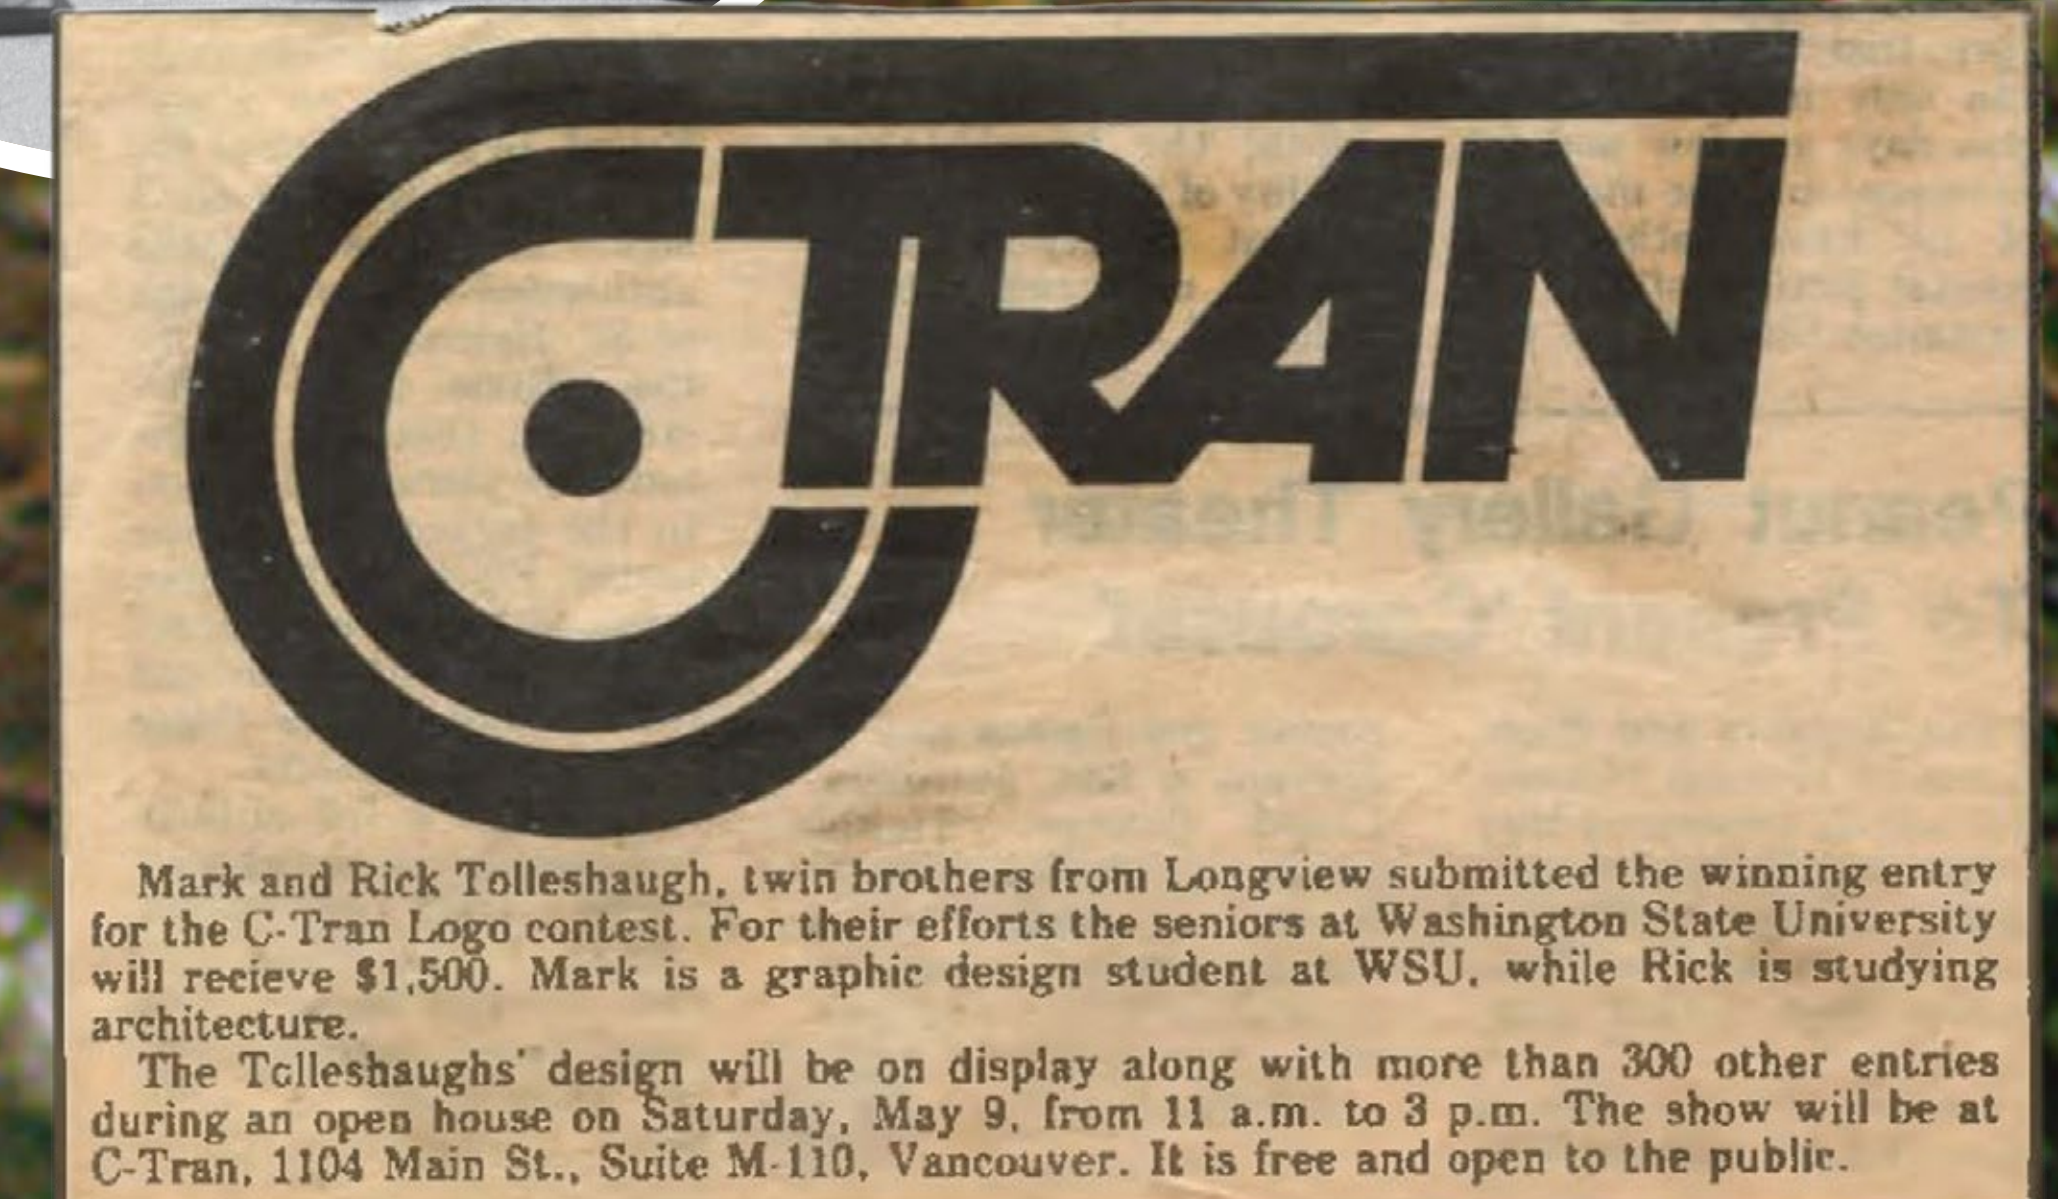 CTRAN
Mark and Rick Tolleshaugh, twin brothers from Longview submitted the winning entry
for the C-Tran Logo contest. For their efforts the seniors at Washington State University
will recieve $1,500. Mark is a graphic design student at WSU, while Rick is studying
architecture.
The Tolleshaughs' design will be on display along with more than 300 other entries
during an open house on Saturday, May 9, from 11 a.m. to 3 p.m. The show will be at
C-Tran, 1104 Main St., Suite M-110, Vancouver. It is free and open to the public.